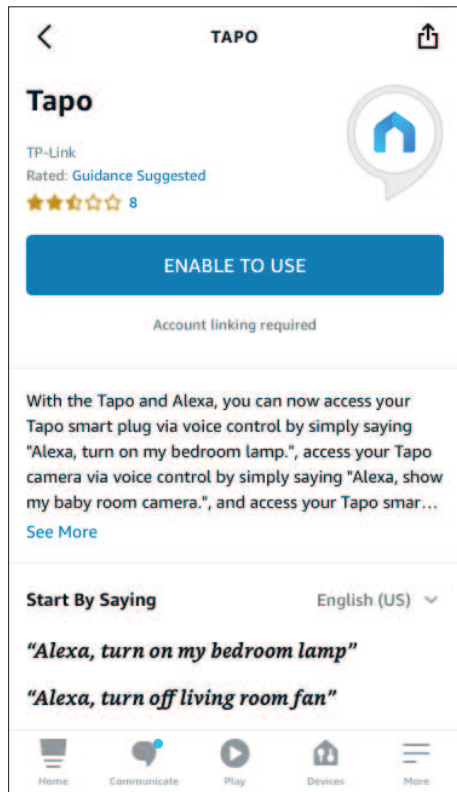 TAPO
Tapo
TP-Link
Rated: Guidance Suggested
8
ENABLE TO USE
Account linking required
With the Tapo and Alexa, you can now access your
Tapo smart plug via voice control by simply saying
"Alexa, turn on my bedroom lamp.", access your Tapo
camera via voice control by simply saying "Alexa, show
my baby room camera.", and access your Tapo smar...
See More
Start By Saying English (US)
“Alexa, turn on my bedroom lamp”
“Alexa, turn off living room fan”
Home Communicate Play Devices More